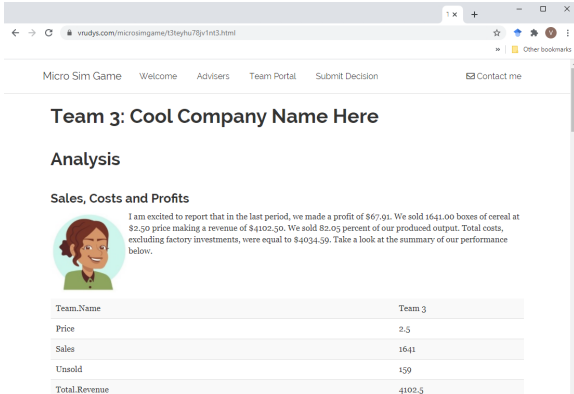 vrudys.com/microsimgame/t3teyhu78jv1nt3.html
V
» Other bookmarks
Micro Sim Game Welcome Advisers Team Portal Submit Decision Contact me
Team 3: Cool Company Name Here
Analysis
Sales, Costs and Profits
I am excited to report that in the last period, we made a profit of $67.91. We sold 1641.00 boxes of cereal at
$2.50 price making a revenue of $4102.50. We sold 82.05 percent of our produced output. Total costs,
excluding factory investments, were equal to $4034.59. Take a look at the summary of our performance
below.
Team.Name Team 3
Price 2.5
Sales 1641
Unsold 159
Total.Revenue 4102.5